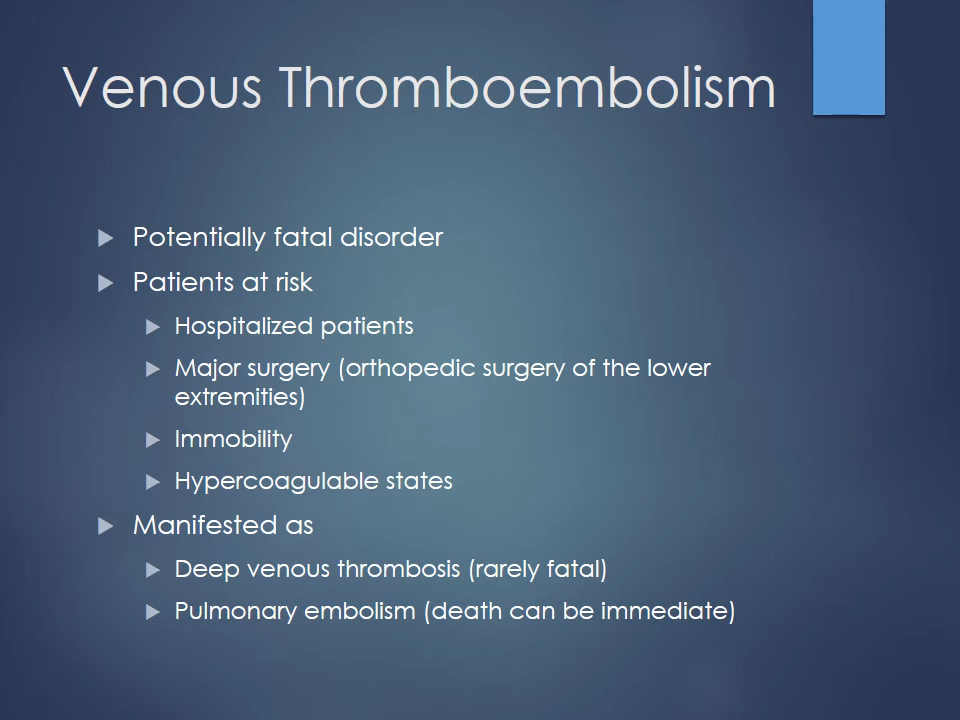 Venous Thromboembolism
Potentially fatal disorder
Patients at risk
Hospitalized patients
Major surgery (orthopedic surgery of the lower
extremities)
Immobility
Hypercoagulable states
Manifested as
Deep venous thrombosis (rarely fatal)
Pulmonary embolism (death can be immediate)